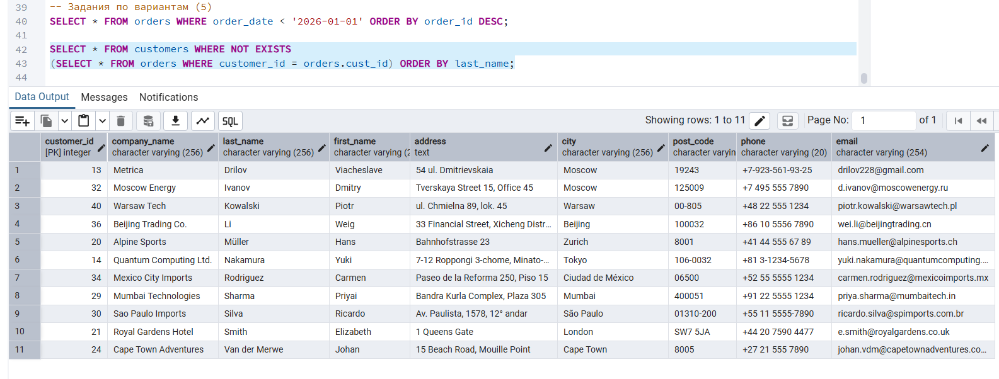 39 -- Задания по вариантам (5)
40 SELECT * FROM orders WHERE order_date < '2026-01-01' ORDER BY order_id DESC;
41
42 SELECT * FROM customers WHERE NOT EXISTS
43 (SELECT * FROM orders WHERE customer_id = orders.cust_id) ORDER BY last_name;
44
Data Output Messages Notifications
SQL Showing rows: 1 to 11 Page No: 1 of 1
customer_id company_name last_name first_name address city post_code phone email
[PK] integer character varying (256) character varying (256) character varying (2 text character varying (256) character varyin character varying (20) character varying (254)
1 13 Metrica Drilov Viacheslave 54 ul. Dmitrievskaia Moscow 19243 +7-923-561-93-25 drilov228@gmail.com
2 32 Moscow Energy Ivanov Dmitry Tverskaya Street 15, Office 45 Moscow 125009 +7 495 555 7890 d.ivanov@moscowenergy.ru
3 40 Warsaw Tech Kowalski Piotr ul. Chmielna 89, lok. 45 Warsaw 00-805 +48 22 555 1234 piotr.kowalski@warsawtech.pl
4 36 Beijing Trading Co. Li Weig 33 Financial Street, Xicheng Distr... Beijing 100032 +86 10 5556 7890 wei.li@beijingtrading.cn
5 20 Alpine Sports Müller Hans Bahnhofstrasse 23 Zurich 8001 +41 44 555 67 89 hans.mueller@alpinesports.ch
6 14 Quantum Computing Ltd. Nakamura Yuki 7-12 Roppongi 3-chome, Minato-... Tokyo 106-0032 +81 3-1234-5678 yuki.nakamura@quantumcomputing....
7 34 Mexico City Imports Rodriguez Carmen Paseo de la Reforma 250, Piso 15 Ciudad de México 06500 +52 55 5555 1234 carmen.rodriguez@mexicoimports.mx
8 29 Mumbai Technologies Sharma Priyai Bandra Kurla Complex, Plaza 305 Mumbai 400051 +91 22 5555 1234 priya.sharma@mumbaitech.in
9 30 Sao Paulo Imports Silva Ricardo Av. Paulista, 1578, 12° andar São Paulo 01310-200 +55 11 5555-7890 ricardo.silva@spimports.com.br
10 21 Royal Gardens Hotel Smith Elizabeth 1 Queens Gate London SW7 5JA +44 20 7590 4477 e.smith@royalgardens.co.uk
11 24 Cape Town Adventures Van der Merwe Johan 15 Beach Road, Mouille Point Cape Town 8005 +27 21 555 7890 johan.vdm@capetownadventures.co...